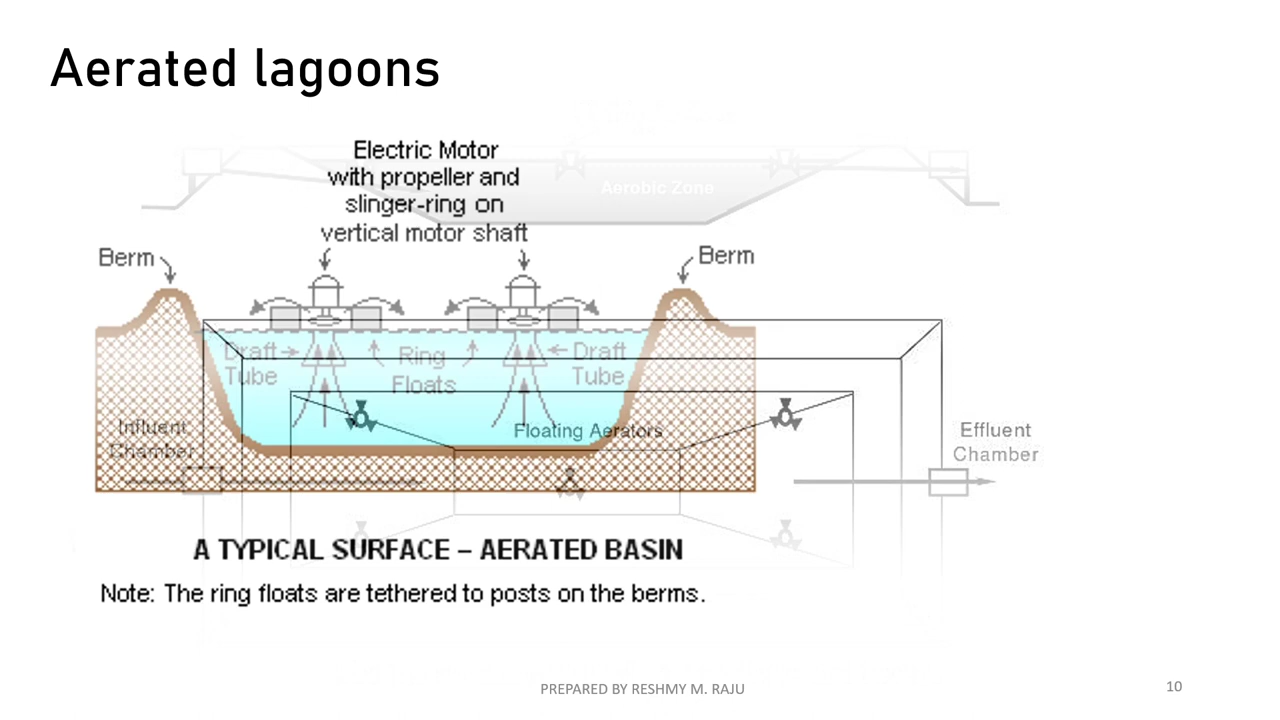 Aerated lagoons
Electric Motor
with propeller and
slinger-ring on
vertical motor shaft
Aerobic Zone
Berm
Berm
Draft
Tube
Ring
Floats
Draft
Tube
Influent
Chamber
Floating Aerators
Effluent
Chamber
A TYPICAL SURFACE – AERATED BASIN
Note: The ring floats are tethered to posts on the berms.
PREPARED BY RESHMY M. RAJU
10